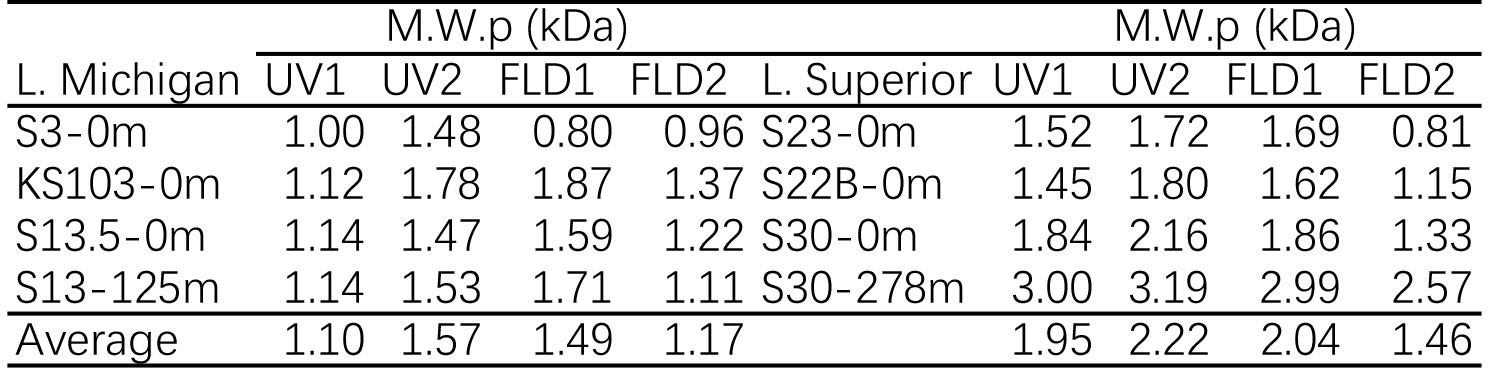 M.W.p (kDa) M.W.p (kDa)
L. Michigan UV1 UV2 FLD1 FLD2 L. Superior UV1 UV2 FLD1 FLD2
S3-0m 1.00 1.48 0.80 0.96 S23-0m 1.52 1.72 1.69 0.81
KS103-0m 1.12 1.78 1.87 1.37 S22B-0m 1.45 1.80 1.62 1.15
S13.5-0m 1.14 1.47 1.59 1.22 S30-0m 1.84 2.16 1.86 1.33
S13-125m 1.14 1.53 1.71 1.11 S30-278m 3.00 3.19 2.99 2.57
Average 1.10 1.57 1.49 1.17 1.95 2.22 2.04 1.46